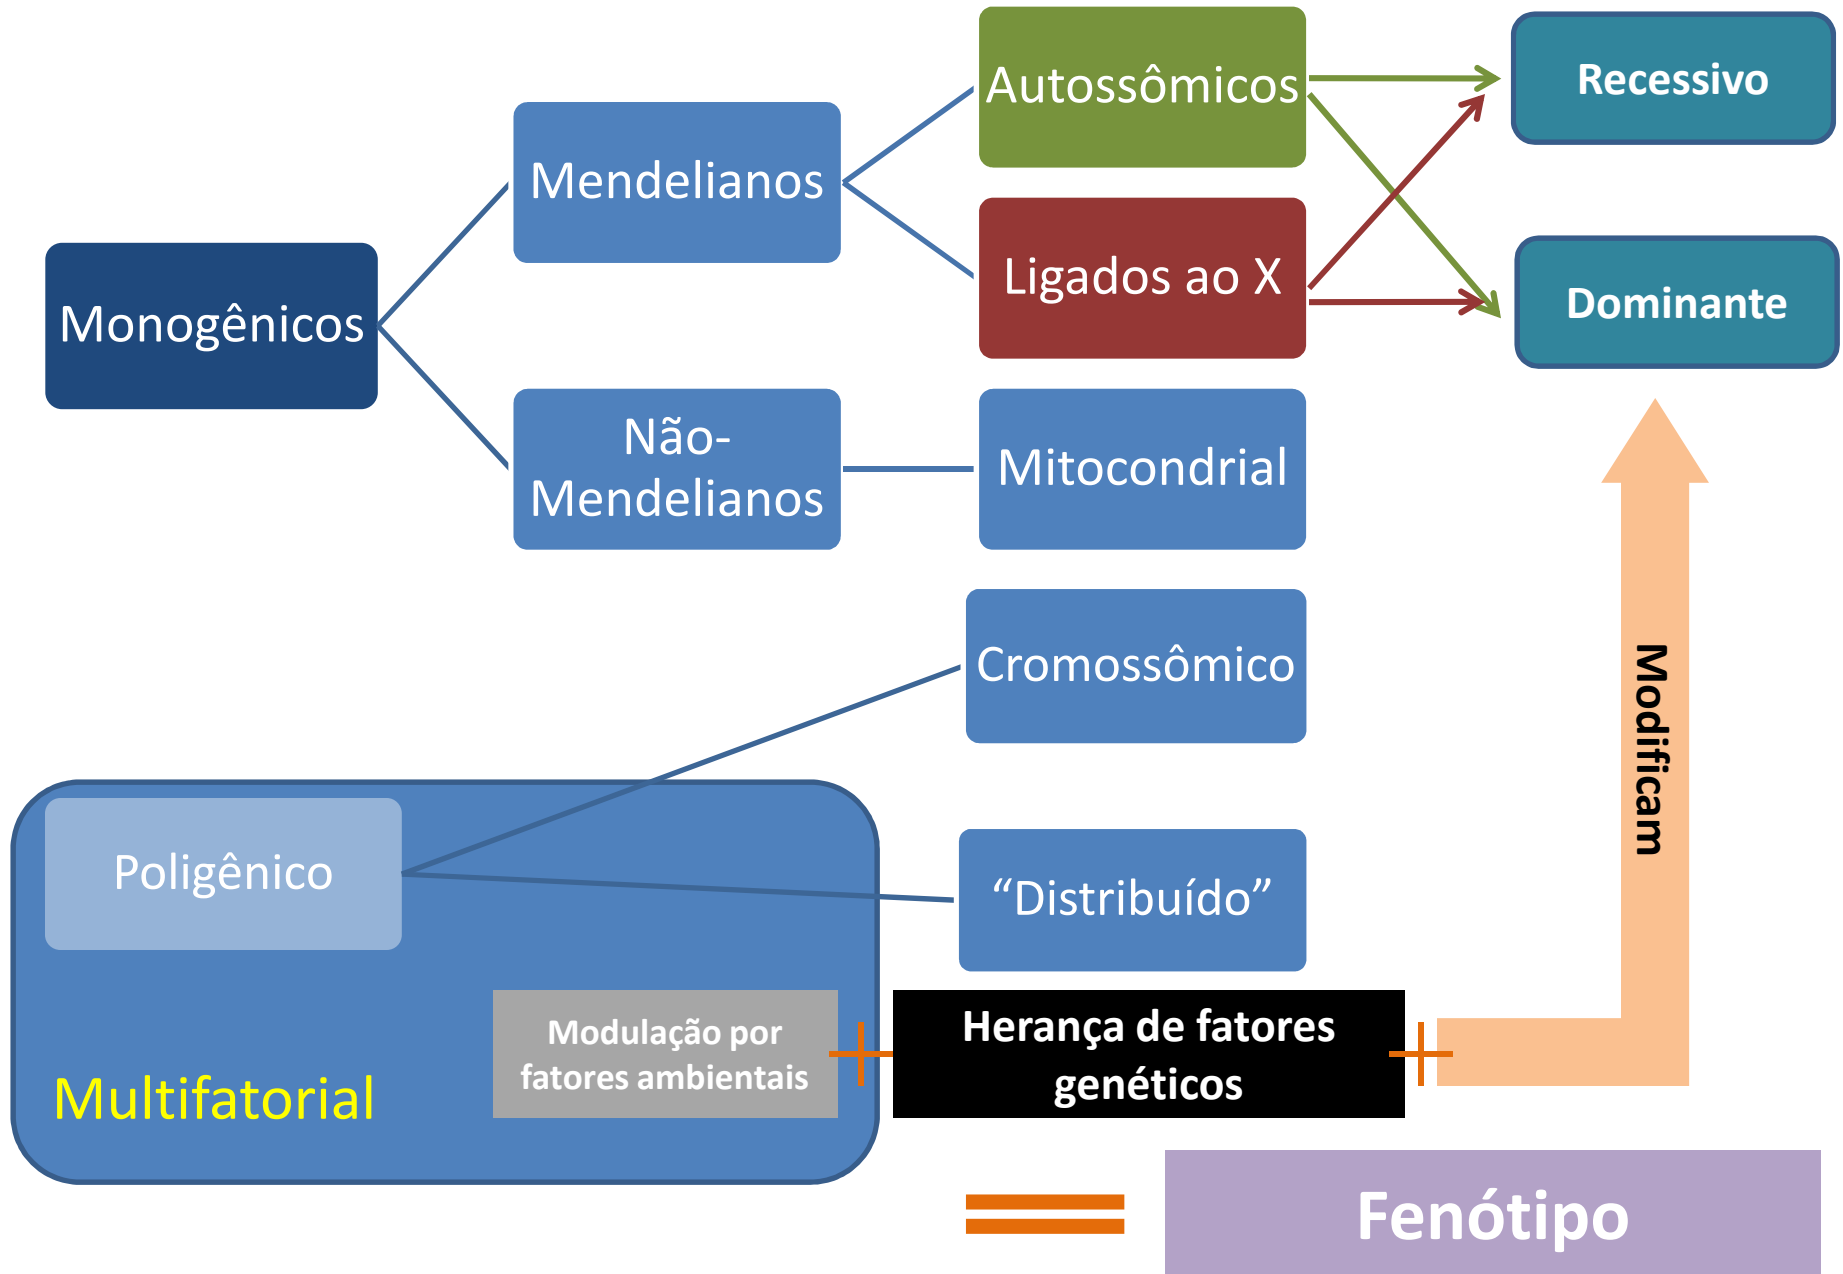 Autossômicos
Recessivo
Mendelianos
Ligados ao X
Dominante
Monogênicos
Não-
Mendelianos
Mitocondrial
Cromossômico
Modificam
Poligênico
“Distribuído”
Modulação por
fatores ambientais
Herança de fatores
genéticos
Multifatorial
Fenótipo